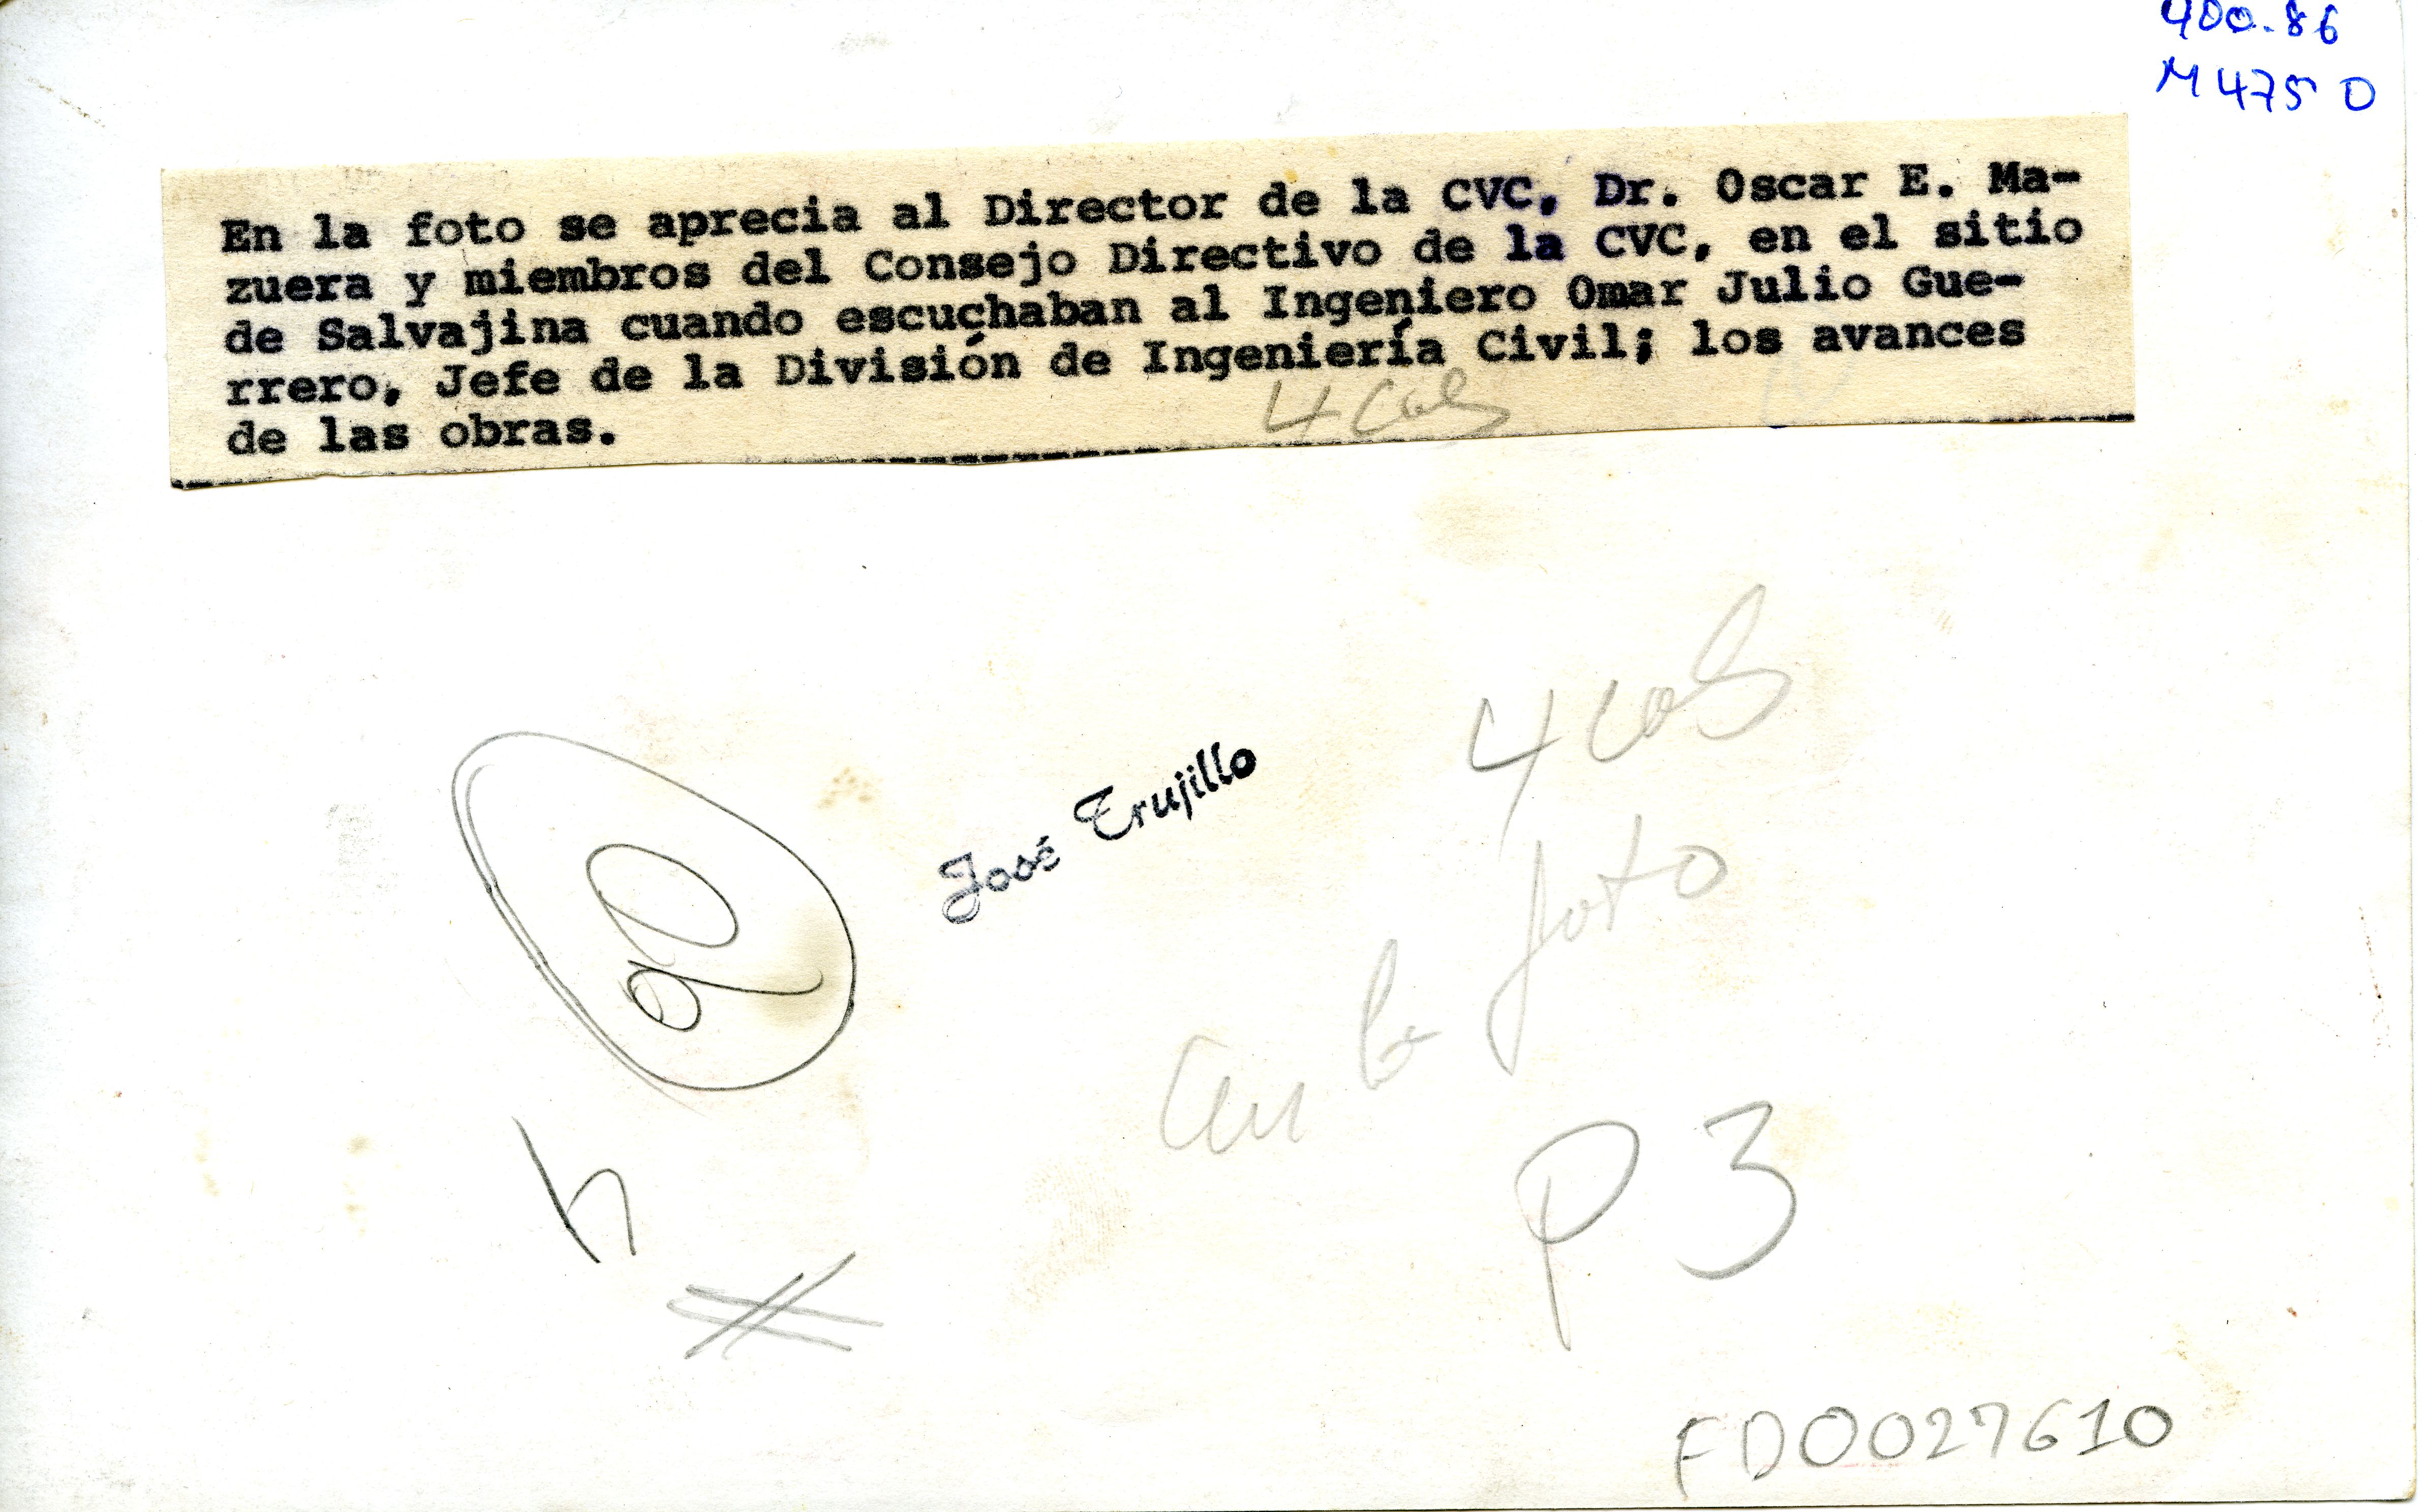 400.86
M475 D
En la foto se aprecia al Director de la CVC, Dr. Oscar E. Ma-
zuera y miembros del Consejo Directivo de la CVC, en el sitio
de Salvajina cuando escuchaban al Ingeniero Omar Julio Gue-
rrero, Jefe de la División de Ingeniería Civil; los avances
de las obras.
4 cols
4 cols
José Trujillo
foto
la
P3
FD0027610